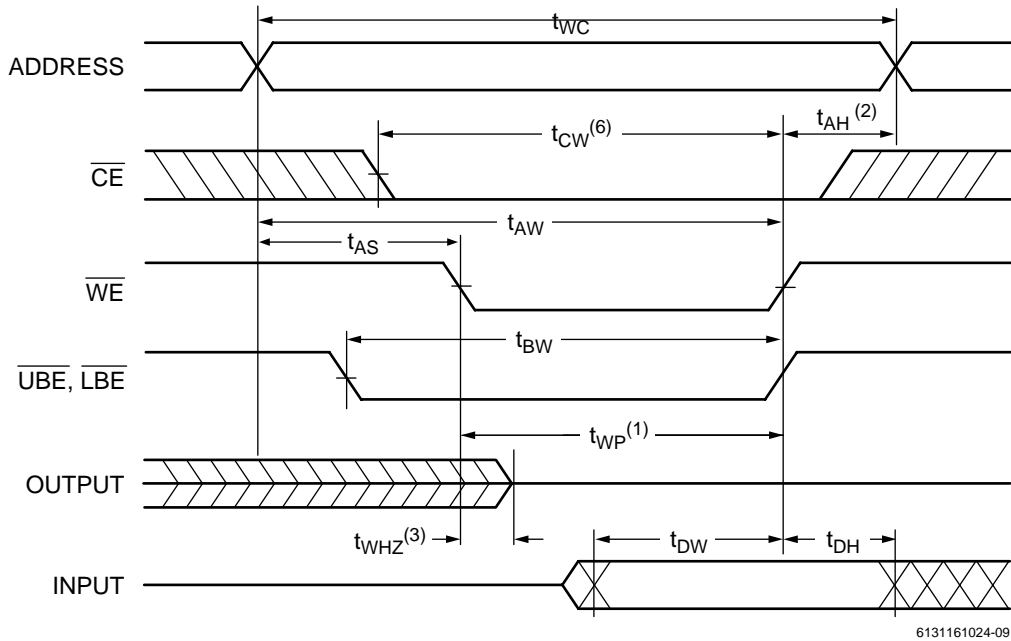 tWC
ADDRESS
tCW(6)
tAH(2)
CE
tAW
tAS
WE
tBW
UBE, LBE
tWP(1)
OUTPUT
tWHZ(3)
tDW
tDH
INPUT
6131161024-09